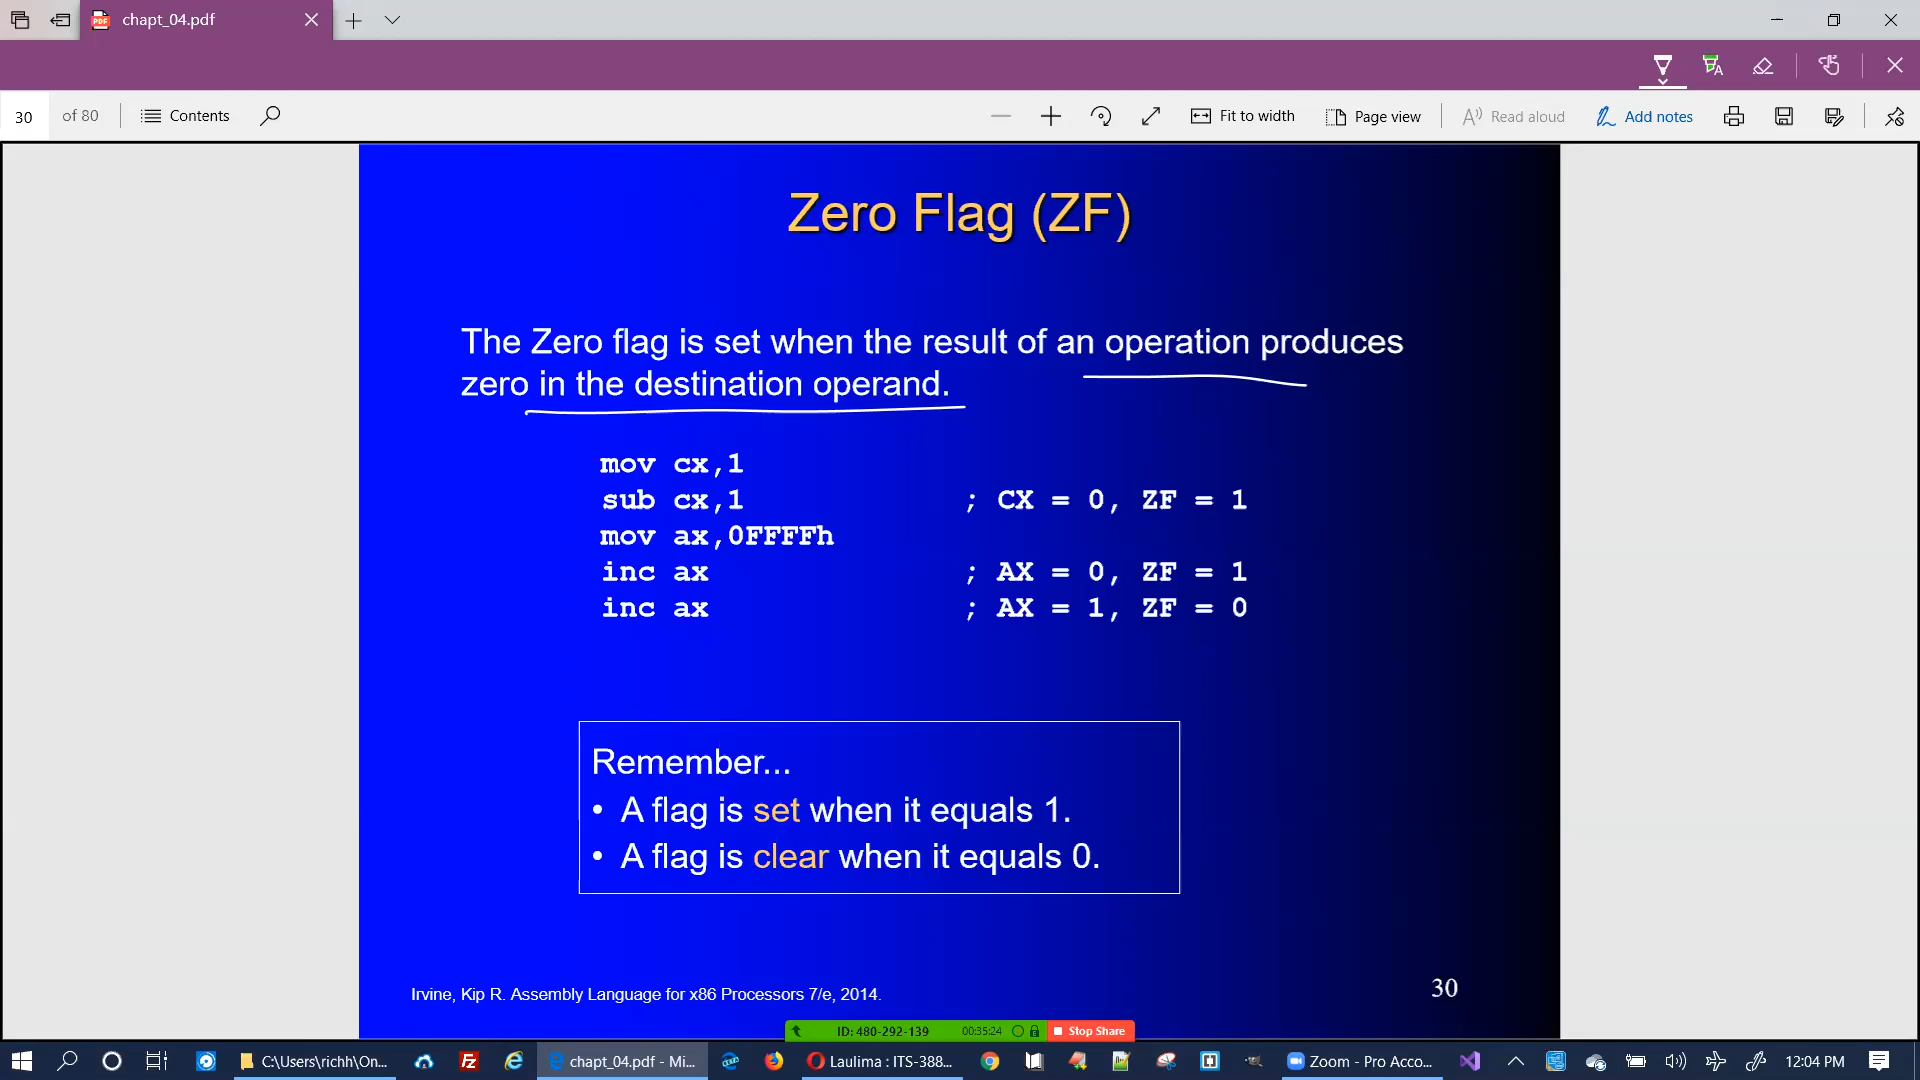 chapt_04.pdf
30 of 80 Contents Fit to width Page view Read aloud Add notes
Zero Flag (ZF)
The Zero flag is set when the result of an operation produces
zero in the destination operand.
mov cx,1
sub cx,1 ; CX = 0, ZF = 1
mov ax,0FFFFh
inc ax ; AX = 0, ZF = 1
inc ax ; AX = 1, ZF = 0
Remember...
• A flag is set when it equals 1.
• A flag is clear when it equals 0.
Irvine, Kip R. Assembly Language for x86 Processors 7/e, 2014.
30
ID: 480-292-139 00:35:24 Stop Share
C:\Users\richh\On... chapt_04.pdf - Mi... Laulima : ITS-388... Zoom - Pro Acco... 12:04 PM